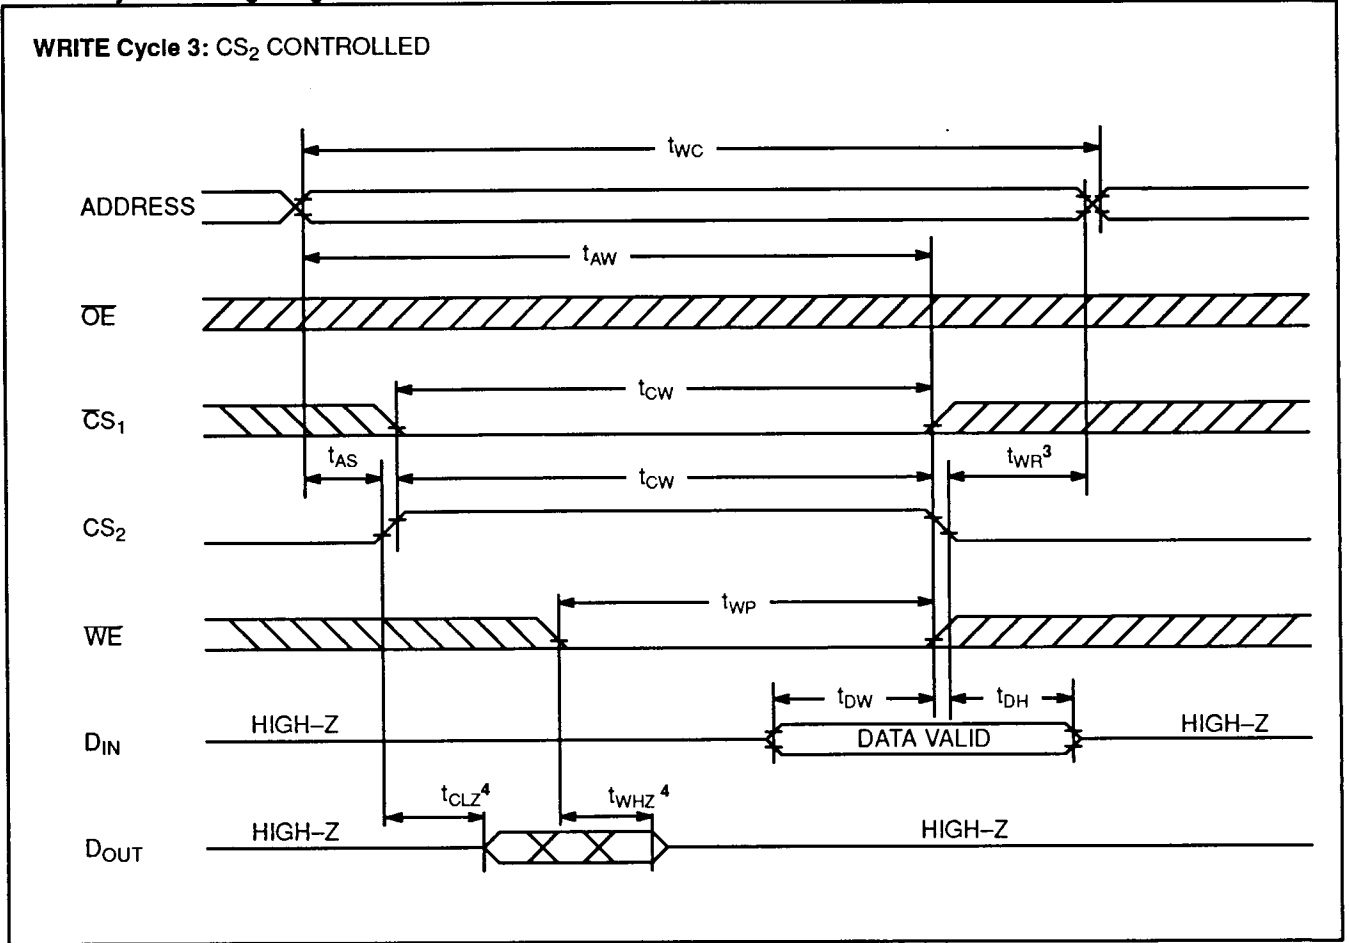 WRITE Cycle 3: CS2 CONTROLLED
tWC
ADDRESS
tAW
OE
tCW
CS1
tAS
tCW
tWR3
CS2
tWP
WE
tDW
tDH
HIGH–Z
DIN
DATA VALID
HIGH–Z
tCLZ4
tWHZ4
HIGH–Z
DOUT
HIGH–Z